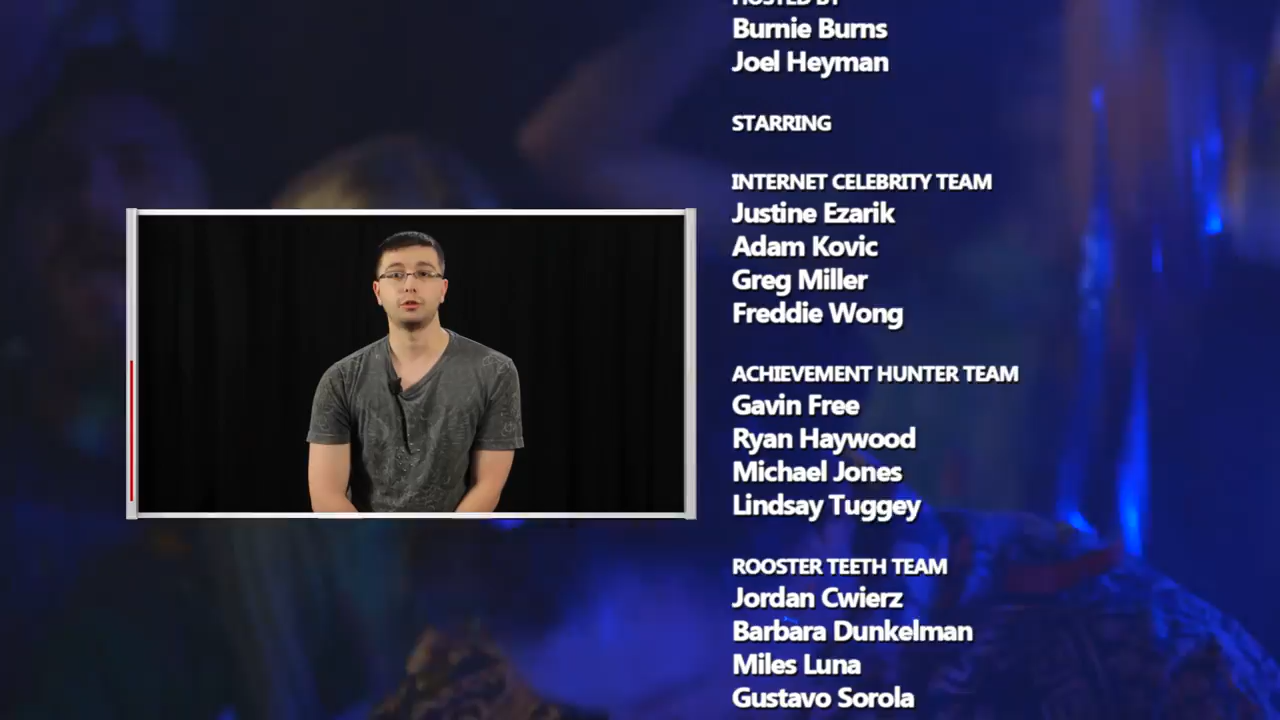 HOSTED BY
Burnie Burns
Joel Heyman
STARRING
INTERNET CELEBRITY TEAM
Justine Ezarik
Adam Kovic
Greg Miller
Freddie Wong
ACHIEVEMENT HUNTER TEAM
Gavin Free
Ryan Haywood
Michael Jones
Lindsay Tuggey
ROOSTER TEETH TEAM
Jordan Cwierz
Barbara Dunkelman
Miles Luna
Gustavo Sorola